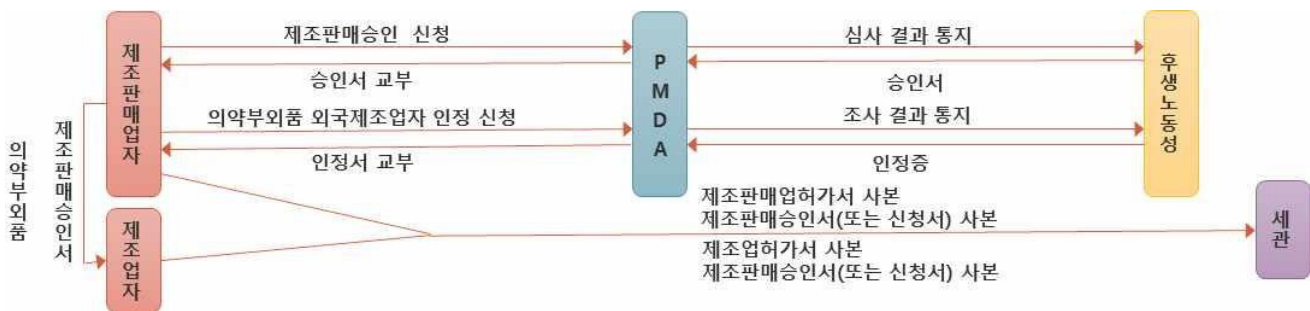 의약부외품
제조판매승인서
제조판매업자
제조업자
제조판매승인 신청
승인서 교부
의약부외품 외국제조업자 인정 신청
인정서 교부
PMDA
심사 결과 통지
승인서
조사 결과 통지
인정증
후생노동성
제조판매업허가서 사본
제조판매승인서(또는 신청서) 사본
제조업허가서 사본
제조판매승인서(또는 신청서) 사본
세관